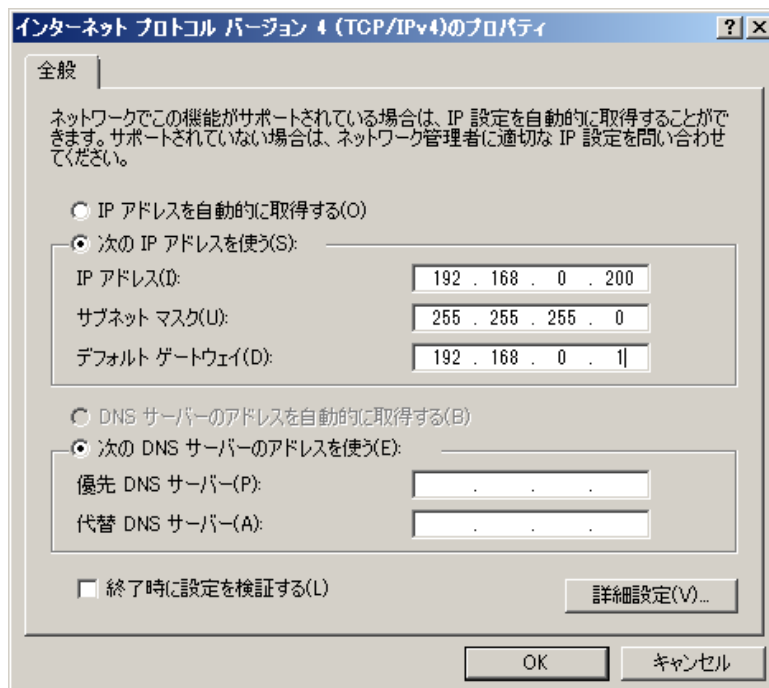 インターネット プロトコル バージョン 4 (TCP/IPv4)のプロパティ
全般
ネットワークでこの機能がサポートされている場合は、IP 設定を自動的に取得することがで
きます。サポートされていない場合は、ネットワーク管理者に適切な IP 設定を問い合わせ
てください。
IP アドレスを自動的に取得する(O)
次の IP アドレスを使う(S):
IP アドレス(I): 192 . 168 . 0 . 200
サブネット マスク(U): 255 . 255 . 255 . 0
デフォルト ゲートウェイ(D): 192 . 168 . 0 . 1
DNS サーバーのアドレスを自動的に取得する(B)
次の DNS サーバーのアドレスを使う(E):
優先 DNS サーバー(P): . . .
代替 DNS サーバー(A): . . .
終了時に設定を検証する(L)
詳細設定(V)...
OK キャンセル